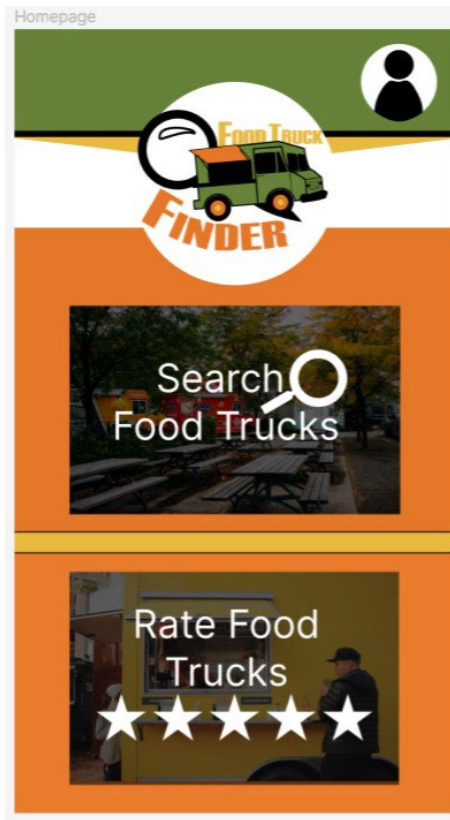 Homepage
Food Truck
Finder
Search
Food Trucks
Rate Food
Trucks